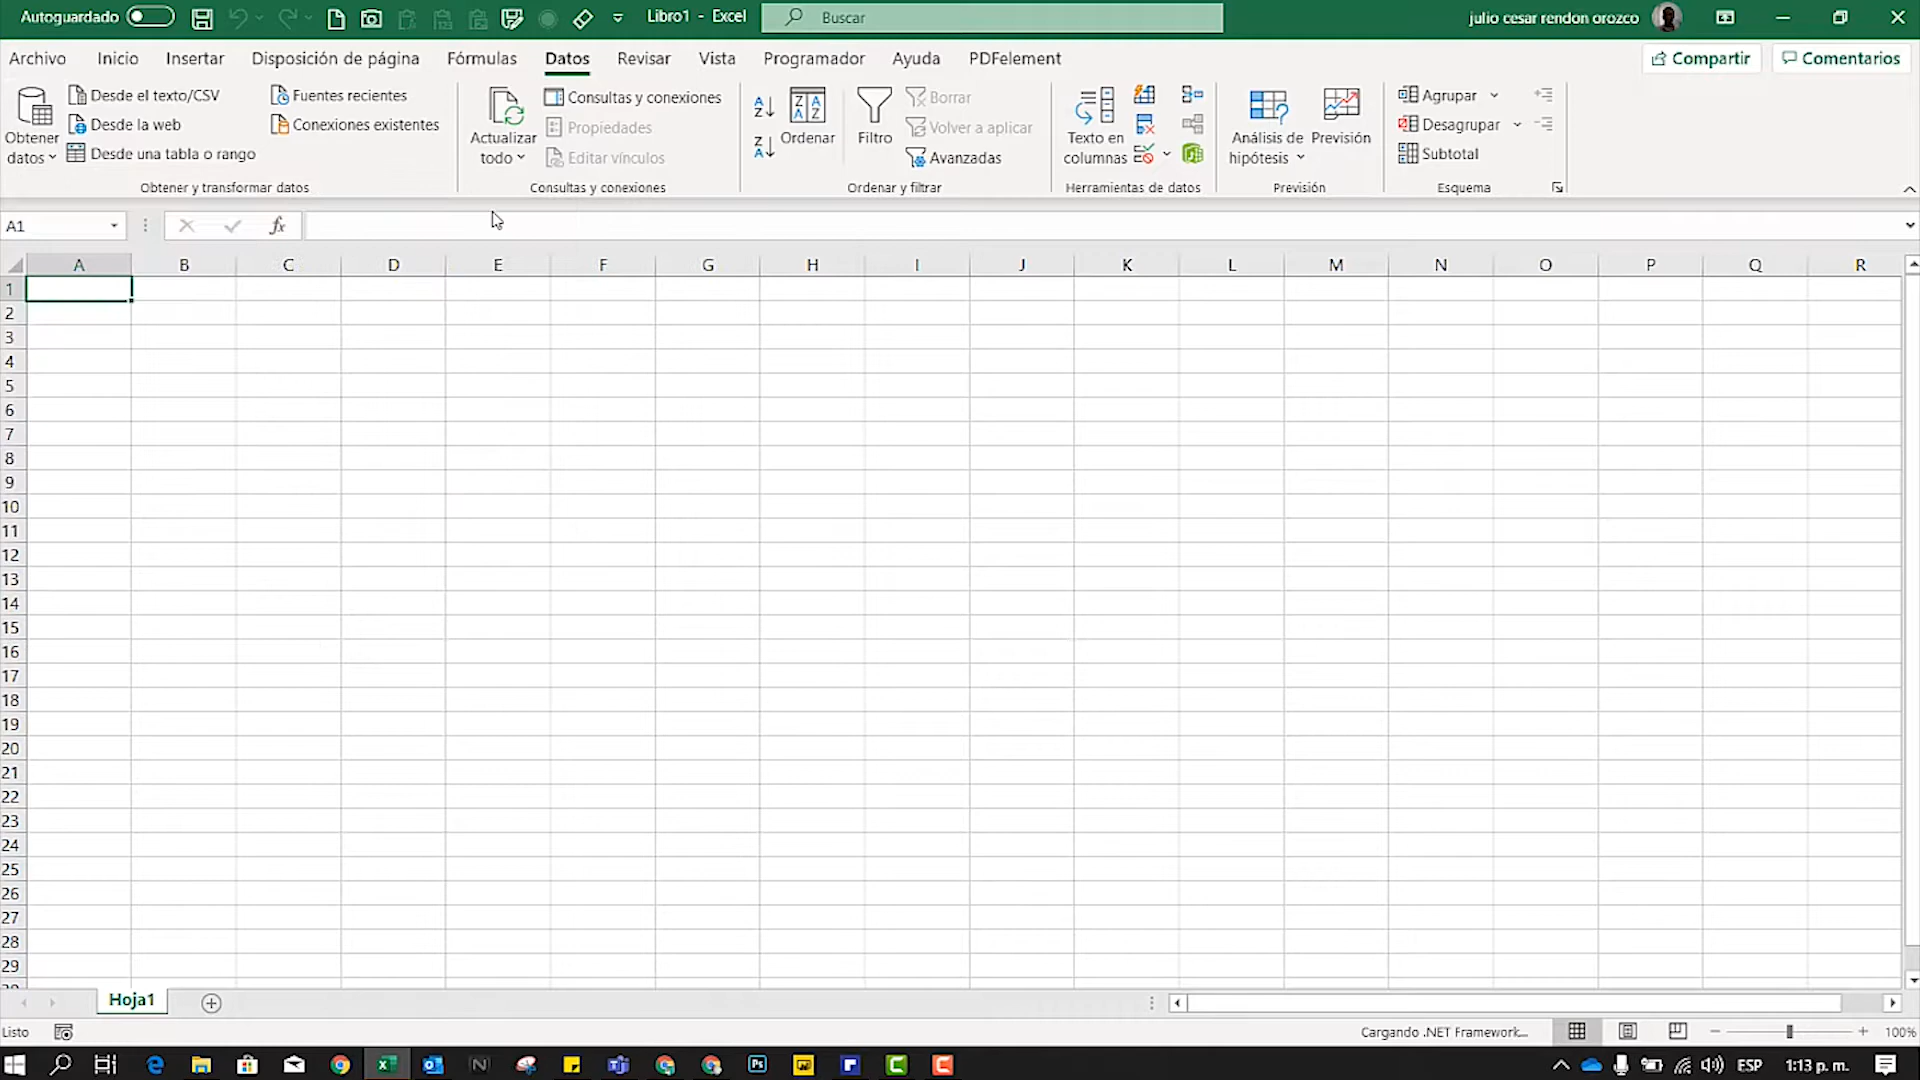 Autoguardado
Libro1 - Excel
Buscar
julio cesar rendon orozco
Archivo Inicio Insertar Disposición de página Fórmulas Datos Revisar Vista Programador Ayuda PDFelement
Compartir Comentarios
Obtener datos
Desde el texto/CSV
Desde la web
Desde una tabla o rango
Fuentes recientes
Conexiones existentes
Obtener y transformar datos
Actualizar todo
Consultas y conexiones
Propiedades
Editar vínculos
Consultas y conexiones
Ordenar
Filtro
Borrar
Volver a aplicar
Avanzadas
Ordenar y filtrar
Texto en columnas
Herramientas de datos
Análisis de hipótesis
Previsión
Previsión
Agrupar
Desagrupar
Subtotal
Esquema
A1
fx
A B C D E F G H I J K L M N O P Q R
1
2
3
4
5
6
7
8
9
10
11
12
13
14
15
16
17
18
19
20
21
22
23
24
25
26
27
28
29
Hoja1
Listo
Cargando .NET Framework...
100%
ESP
1:13 p. m.